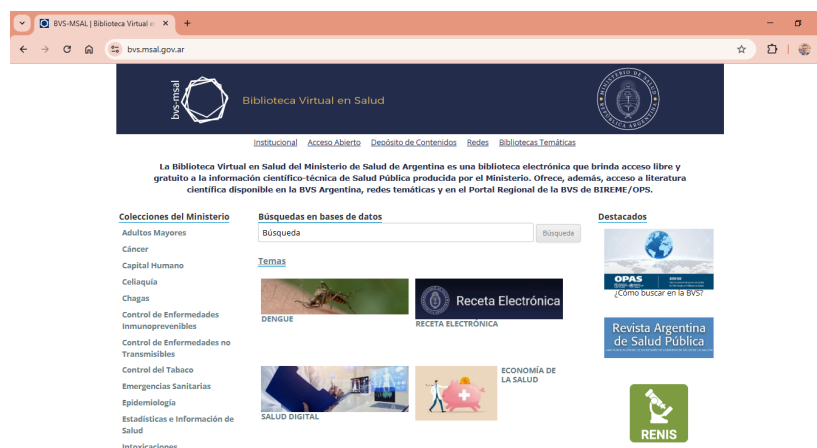 BVS-MSAL | Biblioteca Virtual e
bvs.msal.gov.ar
bvs-msal
Biblioteca Virtual en Salud
MINISTERIO DE SALUD
REPÚBLICA ARGENTINA
Institucional Acceso Abierto Depósito de Contenidos Redes Bibliotecas Temáticas
La Biblioteca Virtual en Salud del Ministerio de Salud de Argentina es una biblioteca electrónica que brinda acceso libre y
gratuito a la información científico-técnica de Salud Pública producida por el Ministerio. Ofrece, además, acceso a literatura
científica disponible en la BVS Argentina, redes temáticas y en el Portal Regional de la BVS de BIREME/OPS.
Colecciones del Ministerio
Adultos Mayores
Cáncer
Capital Humano
Celiaquía
Chagas
Control de Enfermedades
Inmunoprevenibles
Control de Enfermedades no
Transmisibles
Control del Tabaco
Emergencias Sanitarias
Epidemiología
Estadísticas e Información de
Salud
Intoxicaciones
Búsquedas en bases de datos
Búsqueda
Búsqueda
Temas
DENGUE
Receta Electrónica
RECETA ELECTRÓNICA
SALUD DIGITAL
ECONOMÍA DE
LA SALUD
Destacados
OPAS
¿Cómo buscar en la BVS?
Revista Argentina
de Salud Pública
RENIS